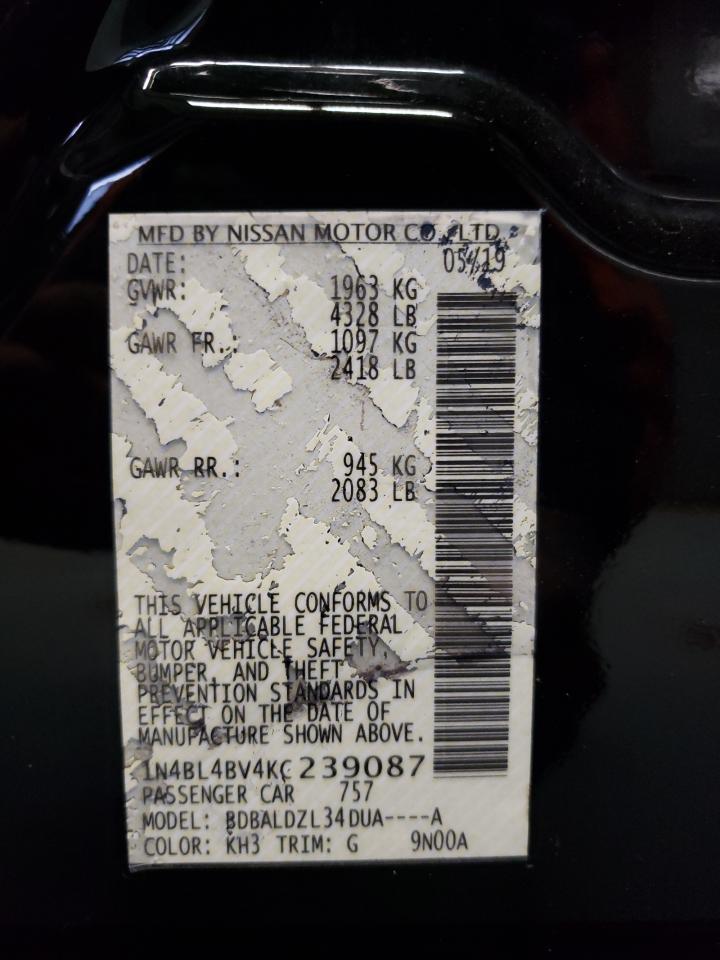 MFD BY NISSAN MOTOR CO., LTD.
DATE: 05/19
GVWR: 1963 KG
4328 LB
GAWR FR.: 1097 KG
2418 LB
GAWR RR.: 945 KG
2083 LB
THIS VEHICLE CONFORMS TO
ALL APPLICABLE FEDERAL
MOTOR VEHICLE SAFETY,
BUMPER, AND THEFT
PREVENTION STANDARDS IN
EFFECT ON THE DATE OF
MANUFACTURE SHOWN ABOVE.
1N4BL4BV4KC239087
PASSENGER CAR 757
MODEL: BDBALDZL34DUA----A
COLOR: KH3 TRIM: G 9N00A